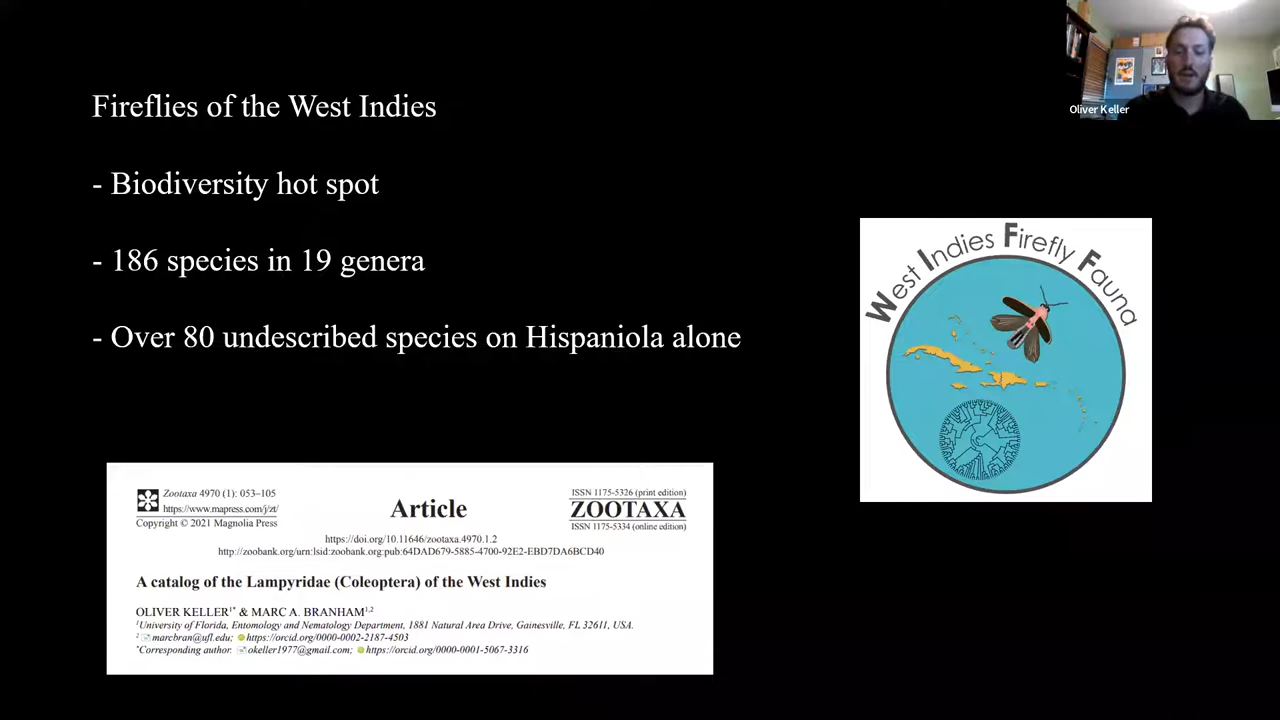 Fireflies of the West Indies
- Biodiversity hot spot
- 186 species in 19 genera
- Over 80 undescribed species on Hispaniola alone
Oliver Keller
West Indies Firefly Fauna
Zootaxa 4970 (1): 053–105
https://www.mapress.com/j/zt/
Copyright © 2021 Magnolia Press
Article
ISSN 1175-5326 (print edition)
ZOOTAXA
ISSN 1175-5334 (online edition)
https://doi.org/10.11646/zootaxa.4970.1.2
http://zoobank.org/urn:lsid:zoobank.org:pub:64DAD679-5885-4700-92E2-EBD7DA6BCD40
A catalog of the Lampyridae (Coleoptera) of the West Indies
OLIVER KELLER1* & MARC A. BRANHAM1,2
1University of Florida, Entomology and Nematology Department, 1881 Natural Area Drive, Gainesville, FL 32611, USA.
2 marcbran@ufl.edu; https://orcid.org/0000-0002-2187-4503
*Corresponding author. okeller1977@gmail.com; https://orcid.org/0000-0001-5067-3316